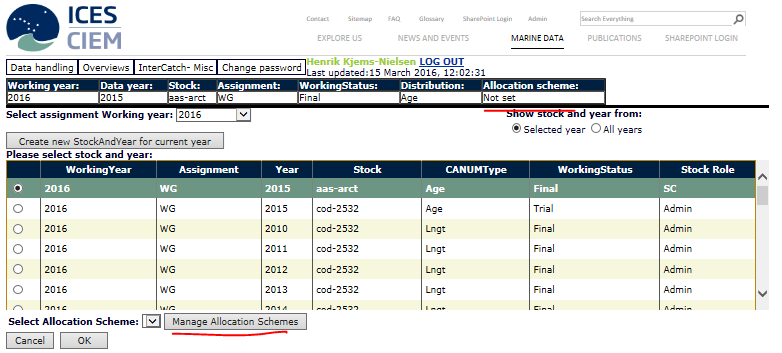 ICES
CIEM
Contact Sitemap FAQ Glossary SharePoint Login Admin Search Everything
EXPLORE US NEWS AND EVENTS MARINE DATA PUBLICATIONS SHAREPOINT LOGIN
Data handling Overviews InterCatch- Misc Change password Henrik Kjems-Nielsen LOG OUT
Last updated:15 March 2016, 12:02:31
Working year: Data year: Stock: Assignment: WorkingStatus: Distribution: Allocation scheme:
2016 2015 aas-arct WG Final Age Not set
Select assignment Working year: 2016 Show stock and year from:
Selected year All years
Create new StockAndYear for current year
Please select stock and year:
WorkingYear Assignment Year Stock CANUMType WorkingStatus Stock Role
2016 WG 2015 aas-arct Age Final SC
2016 WG 2015 cod-2532 Age Trial Admin
2016 WG 2010 cod-2532 Lngt Final Admin
2016 WG 2011 cod-2532 Lngt Final Admin
2016 WG 2012 cod-2532 Lngt Final Admin
2016 WG 2013 cod-2532 Lngt Final Admin
2016 WG 2014 cod-2532 Lngt Final Admin
Select Allocation Scheme: Manage Allocation Schemes
Cancel OK